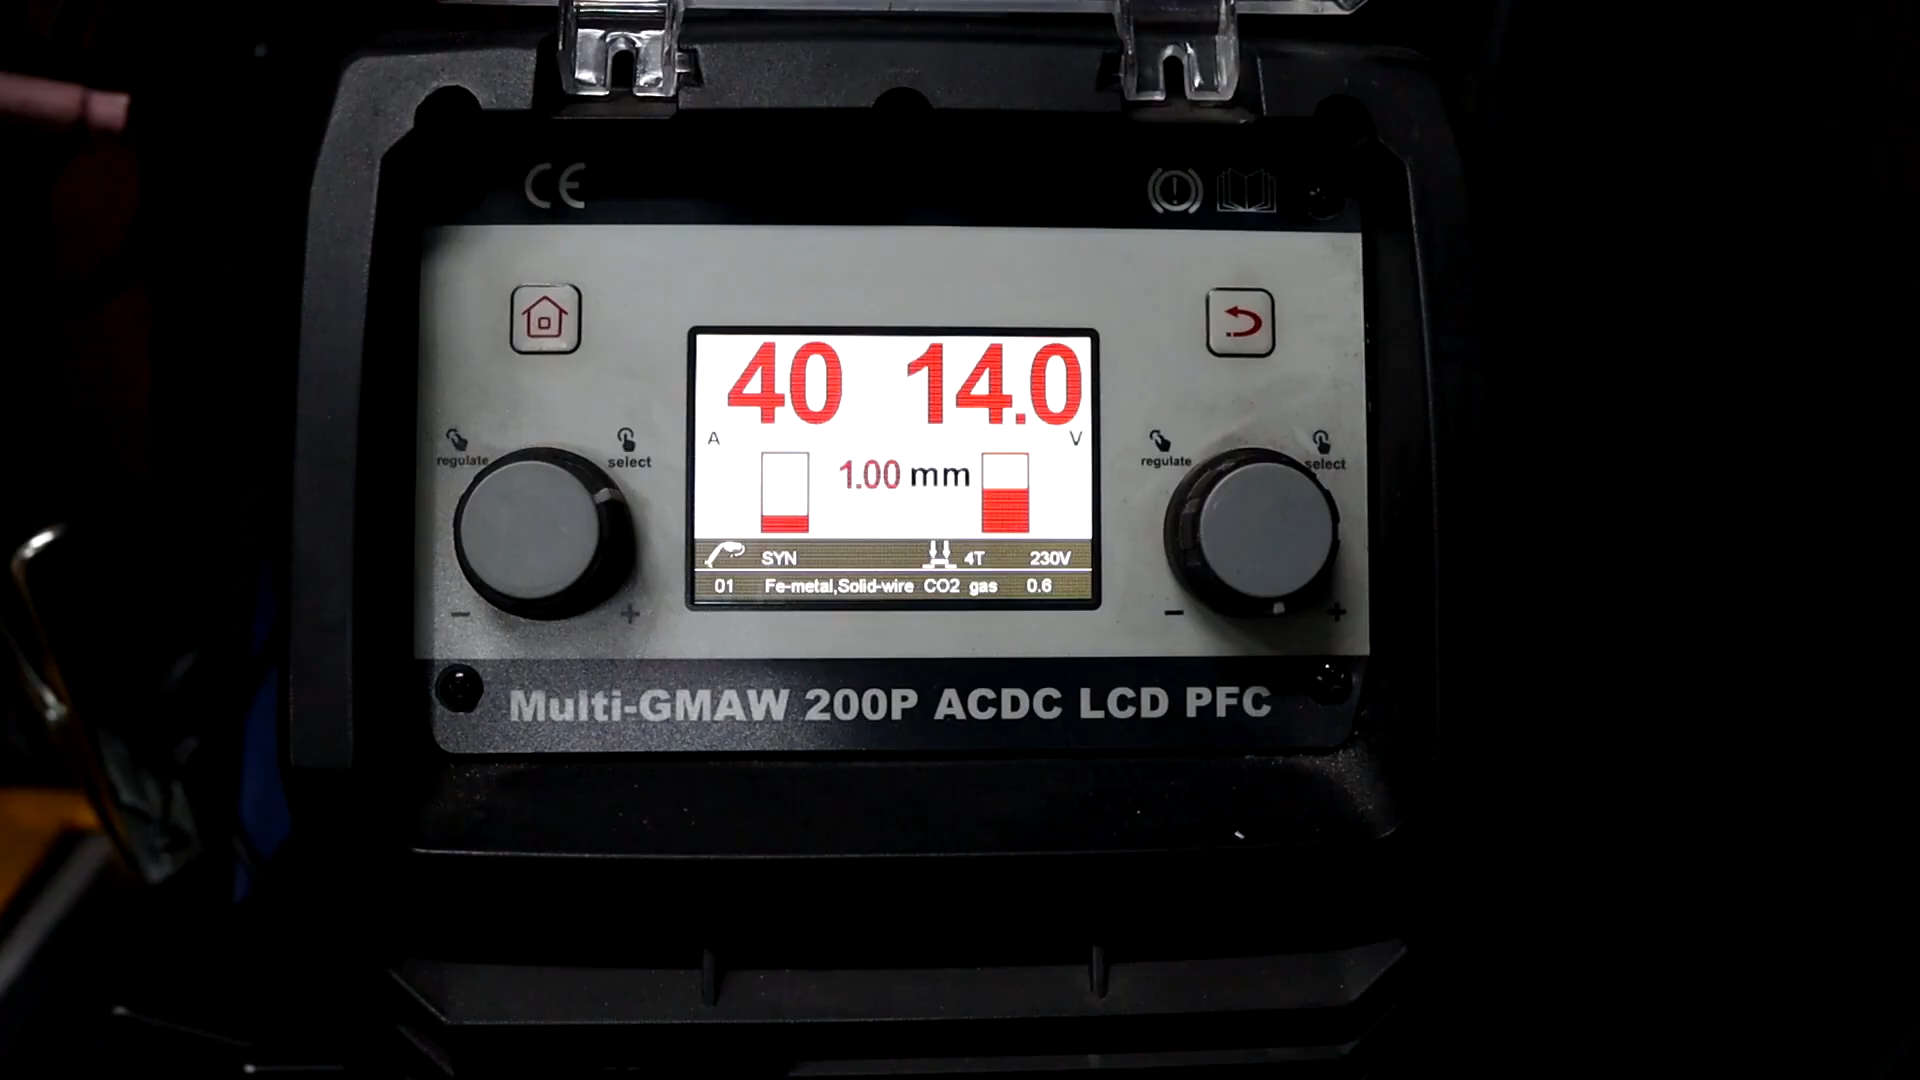 CE
40 14.0
A V
1.00 mm
regulate select regulate select
SYN 4T 230V
01 Fe-metal,Solid-wire CO2 gas 0.6
- + - +
Multi-GMAW 200P ACDC LCD PFC